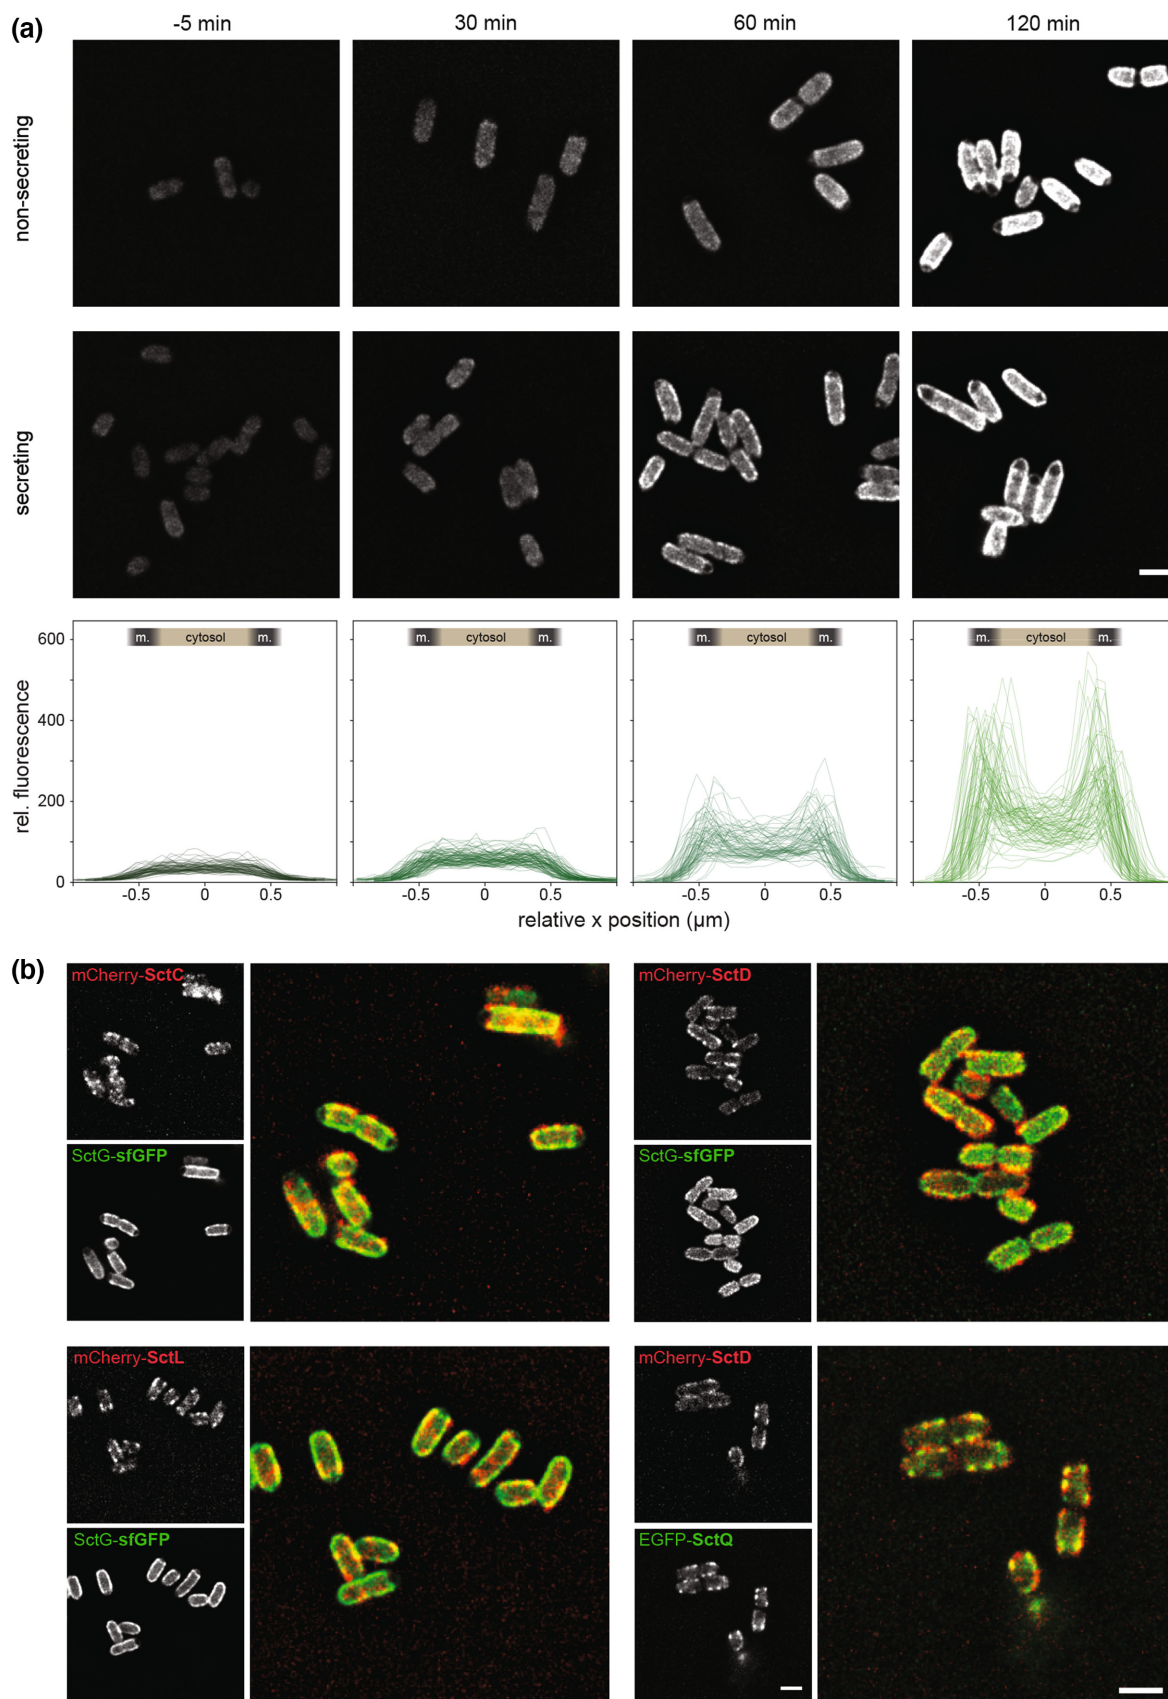 (a)
-5 min 30 min 60 min 120 min
non-secreting
secreting
m. cytosol m. m. cytosol m. m. cytosol m. m. cytosol m.
600
400
200
0
rel. fluorescence
-0.5 0 0.5 -0.5 0 0.5 -0.5 0 0.5 -0.5 0 0.5
relative x position (µm)
(b)
mCherry-SctC mCherry-SctD
SctG-sfGFP SctG-sfGFP
mCherry-SctL mCherry-SctD
SctG-sfGFP EGFP-SctQ